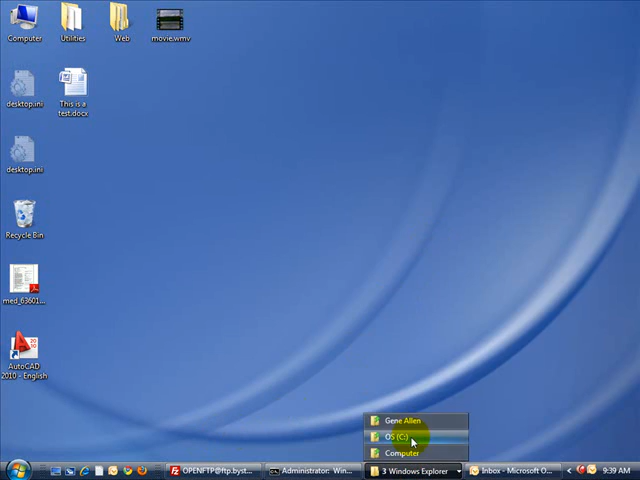 Computer
Utilities
Web
movie.wmv
desktop.ini
This is a
test.docx
desktop.ini
Recycle Bin
med_63601...
2010
AutoCAD
2010 - English
Gene Allen
OS (C:)
Computer
OPENFTP@ftp.byst...
Administrator: Win...
3 Windows Explorer
Inbox - Microsoft O...
9:39 AM